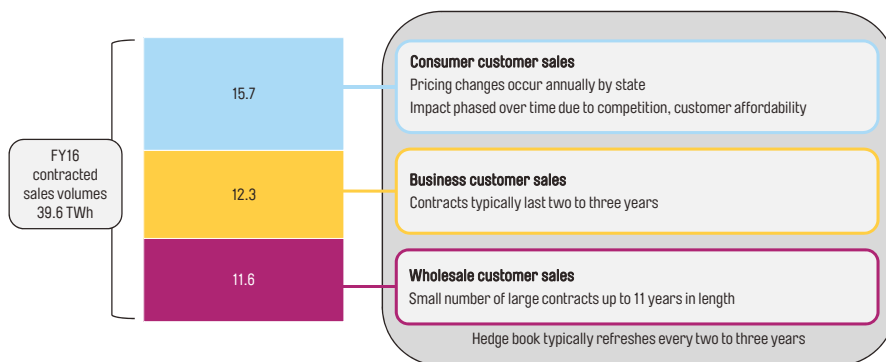 FY16
contracted
sales volumes
39.6 TWh
15.7
12.3
11.6
Consumer customer sales
Pricing changes occur annually by state
Impact phased over time due to competition, customer affordability
Business customer sales
Contracts typically last two to three years
Wholesale customer sales
Small number of large contracts up to 11 years in length
Hedge book typically refreshes every two to three years